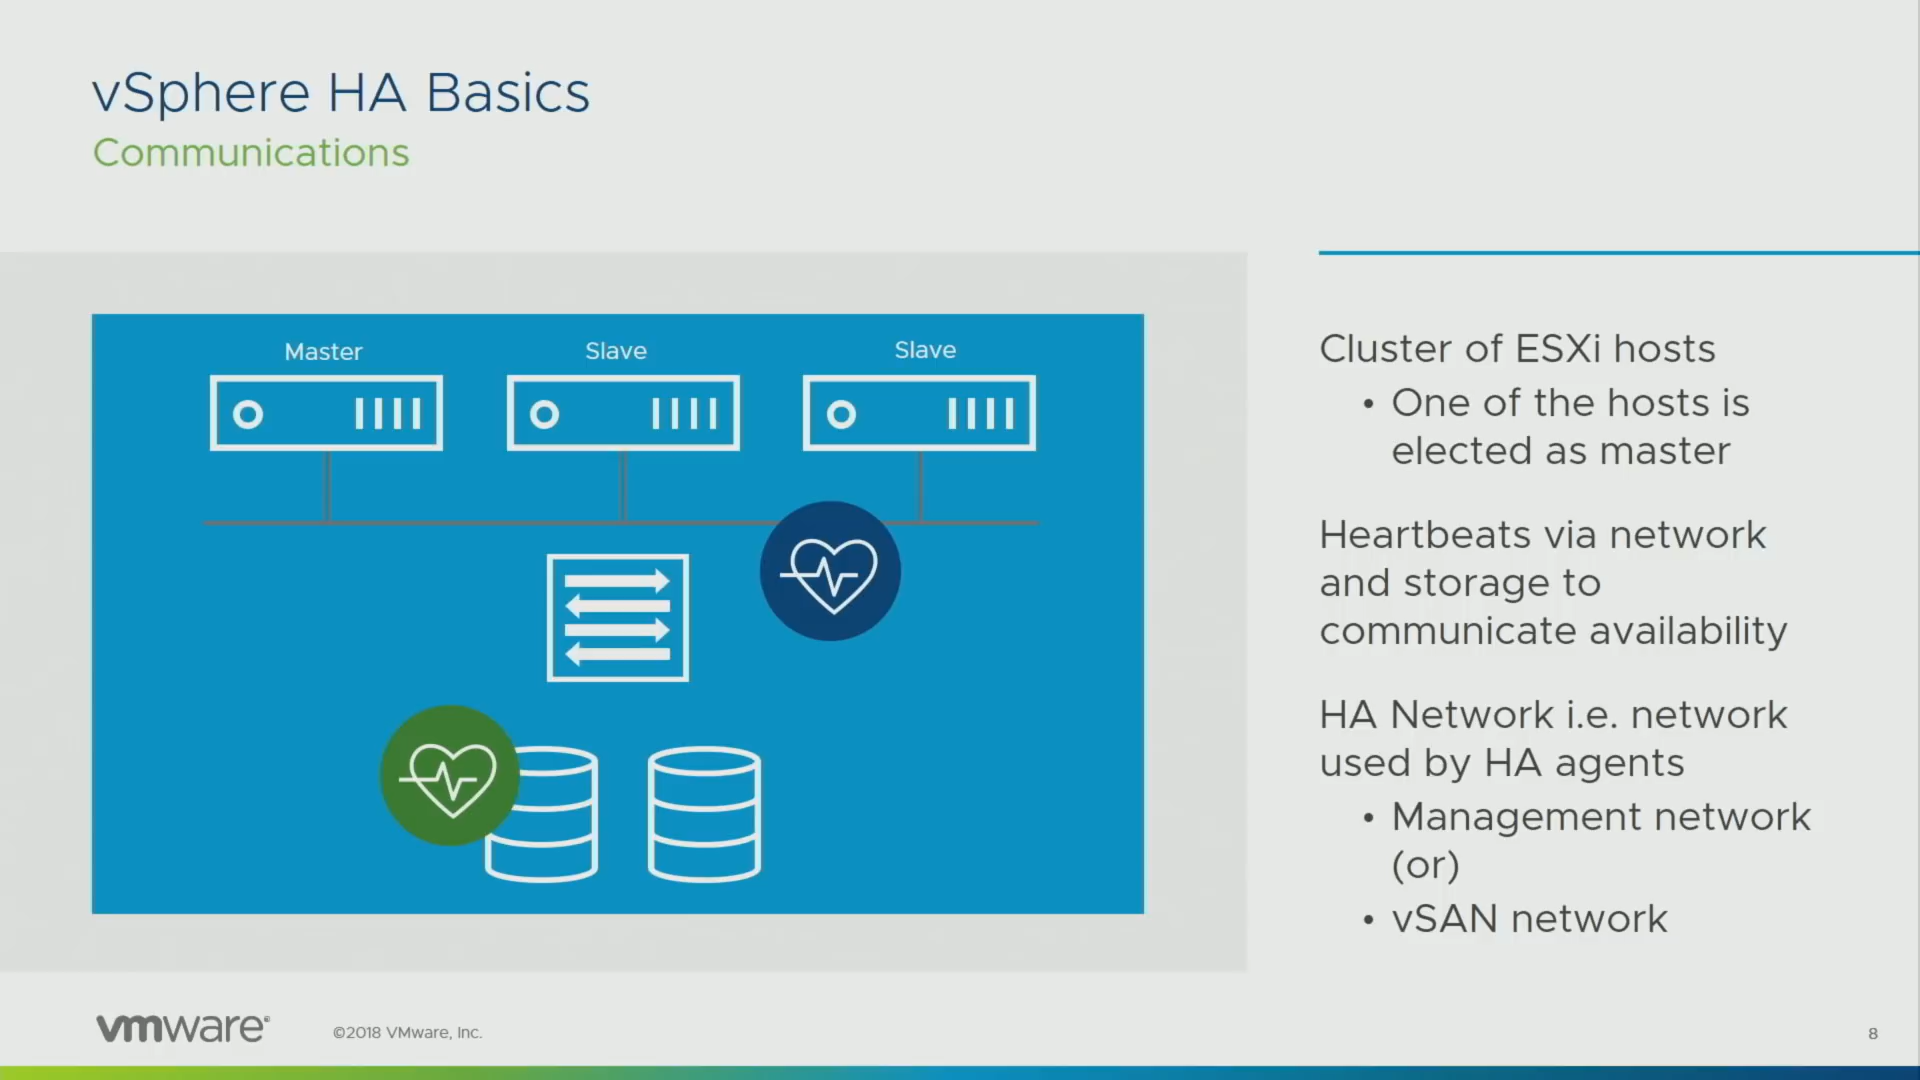 vSphere HA Basics
Communications
Master
Slave
Slave
Cluster of ESXi hosts
• One of the hosts is
elected as master
Heartbeats via network
and storage to
communicate availability
HA Network i.e. network
used by HA agents
• Management network
(or)
• vSAN network
vmware®
©2018 VMware, Inc.
8